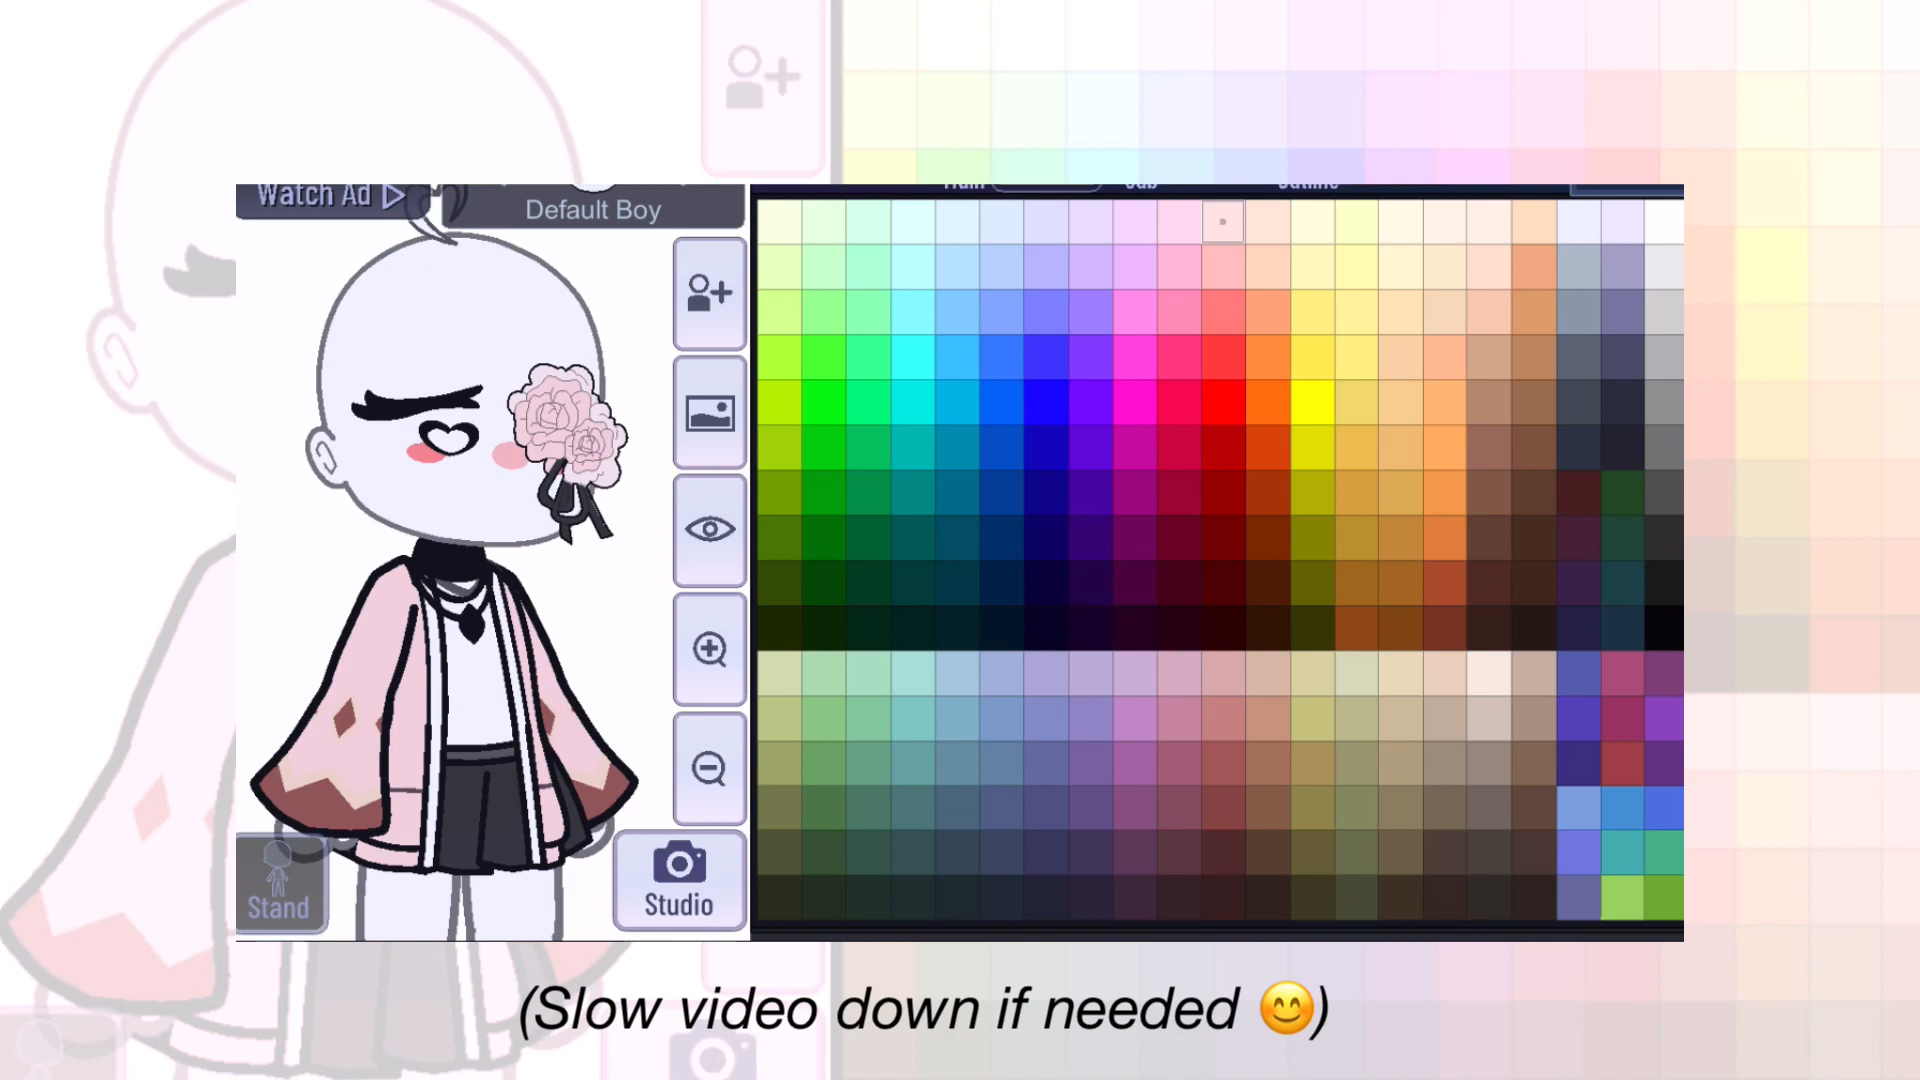 Watch Ad
Default Boy
Stand
Studio
(Slow video down if needed 😊)